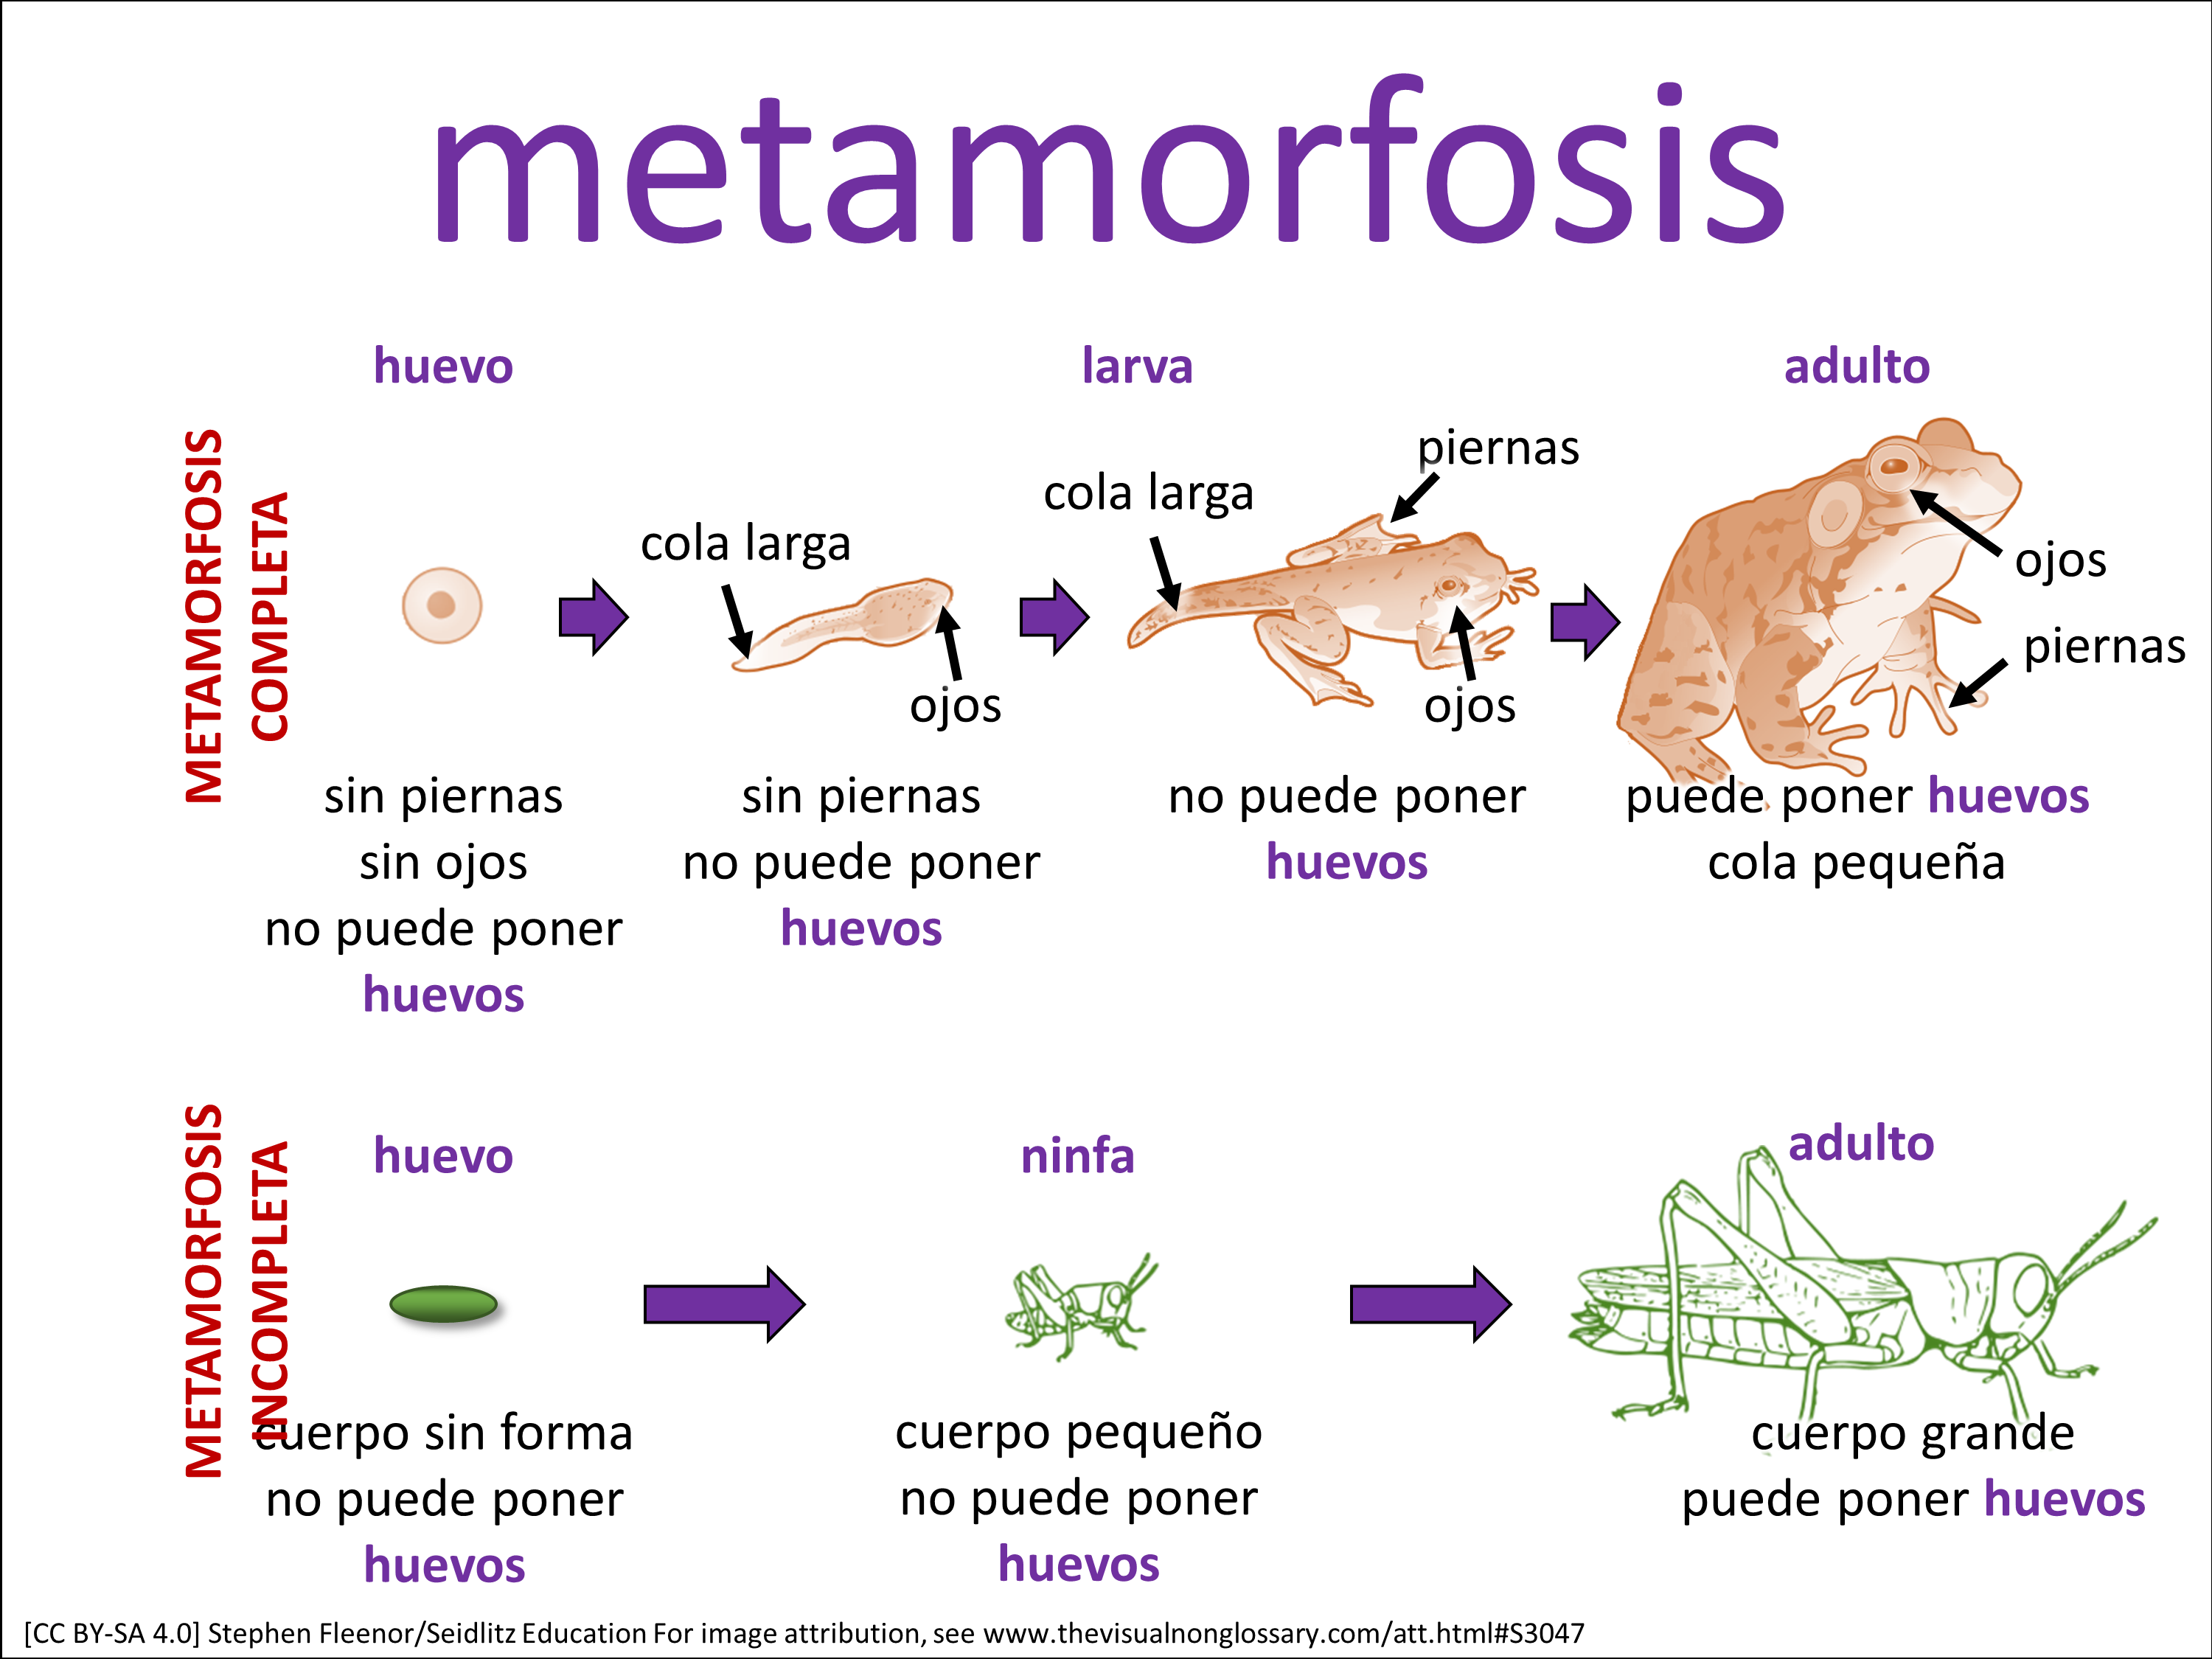 metamorfosis
METAMORFOSIS
COMPLETA
huevo
larva
adulto
cola larga
ojos
cola larga
piernas
ojos
ojos
piernas
sin piernas
sin ojos
no puede poner
huevos
sin piernas
no puede poner
huevos
no puede poner
huevos
puede poner huevos
cola pequeña
METAMORFOSIS
INCOMPLETA
huevo
ninfa
adulto
cuerpo sin forma
no puede poner
huevos
cuerpo pequeño
no puede poner
huevos
cuerpo grande
puede poner huevos
[CC BY-SA 4.0] Stephen Fleenor/Seidlitz Education For image attribution, see www.thevisualnonglossary.com/att.html#S3047